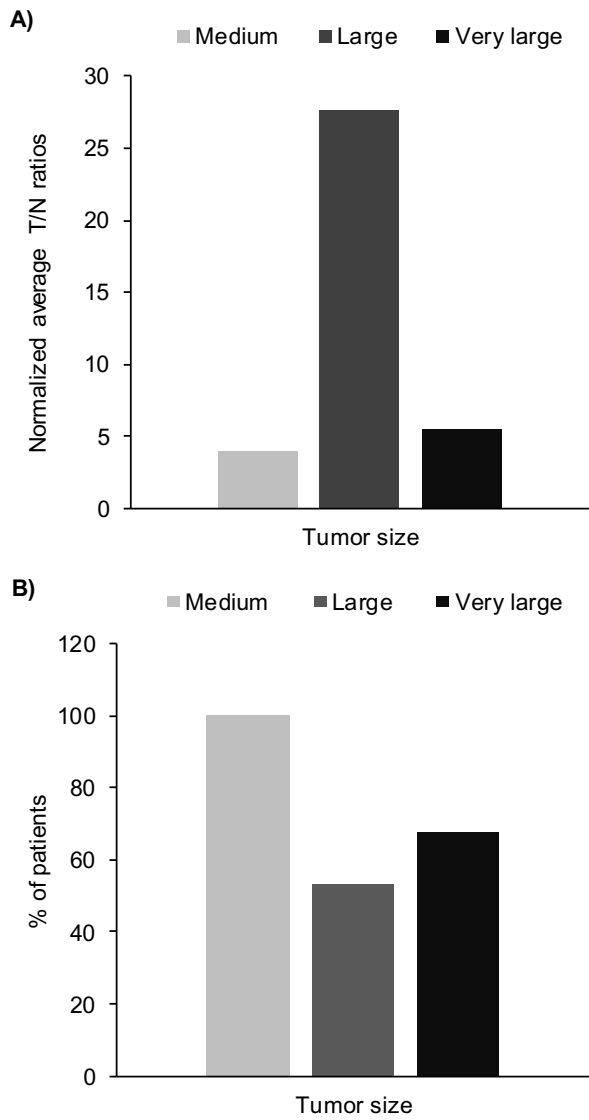 A)
Medium Large Very large
30
25
20
15
10
5
0
Normalized average T/N ratios
Tumor size
B)
Medium Large Very large
120
100
80
60
40
20
0
% of patients
Tumor size